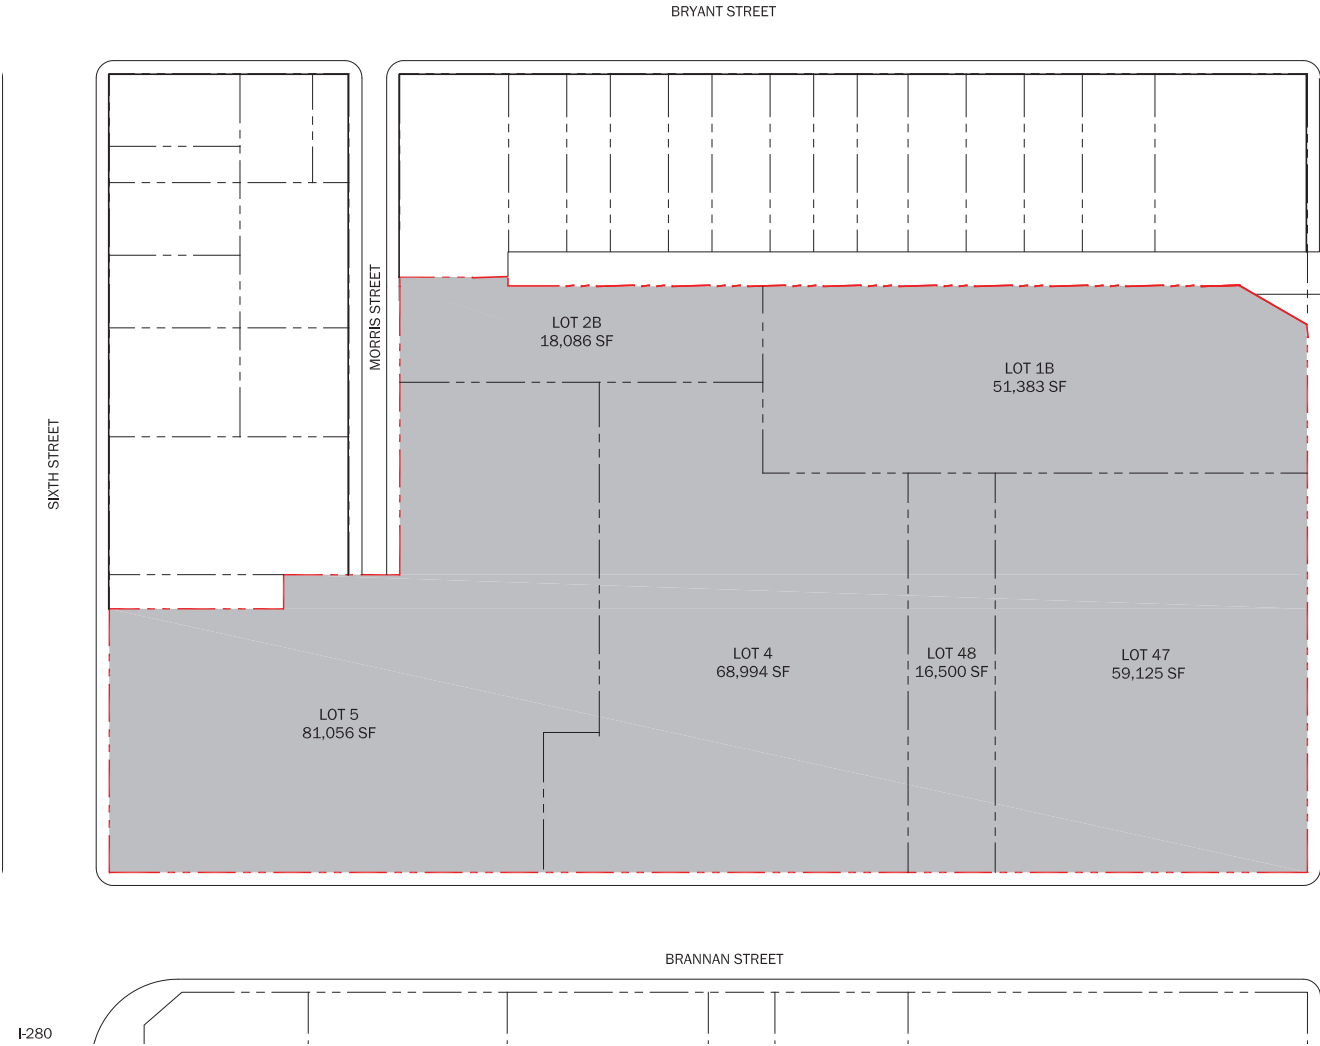 BRYANT STREET
MORRIS STREET
LOT 2B
18,086 SF
LOT 1B
51,383 SF
SIXTH STREET
LOT 4
68,994 SF
LOT 48
16,500 SF
LOT 47
59,125 SF
LOT 5
81,056 SF
BRANNAN STREET
I-280